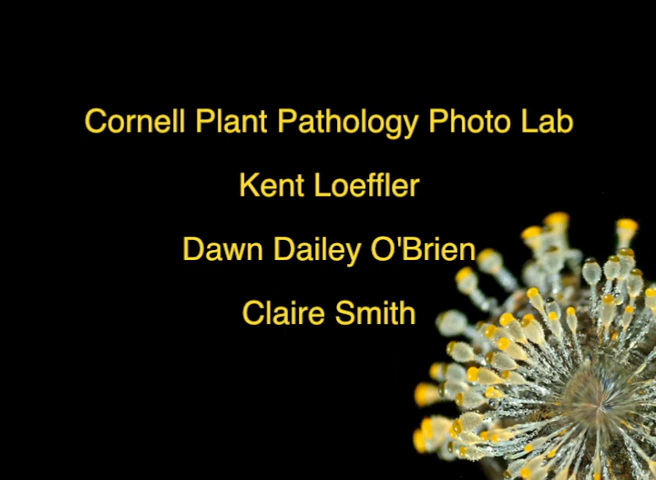 Cornell Plant Pathology Photo Lab
Kent Loeffler
Dawn Dailey O'Brien
Claire Smith